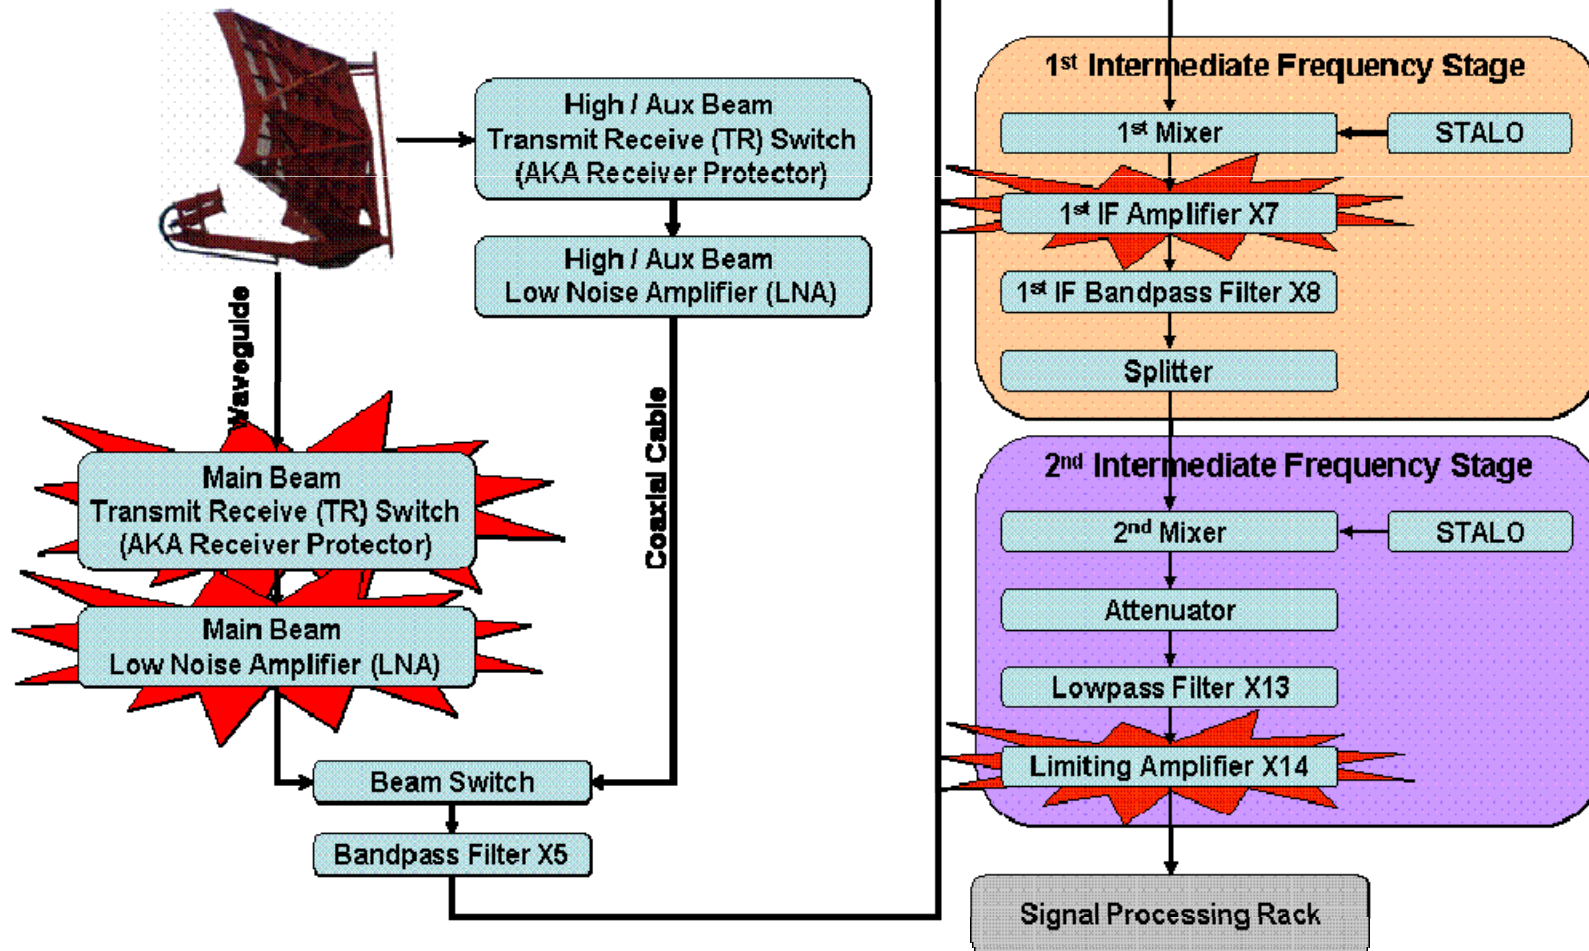 High / Aux Beam
Transmit Receive (TR) Switch
(AKA Receiver Protector)
High / Aux Beam
Low Noise Amplifier (LNA)
Waveguide
Coaxial Cable
Main Beam
Transmit Receive (TR) Switch
(AKA Receiver Protector)
Main Beam
Low Noise Amplifier (LNA)
Beam Switch
Bandpass Filter X5
1st Intermediate Frequency Stage
1st Mixer
STALO
1st IF Amplifier X7
1st IF Bandpass Filter X8
Splitter
2nd Intermediate Frequency Stage
2nd Mixer
STALO
Attenuator
Lowpass Filter X13
Limiting Amplifier X14
Signal Processing Rack